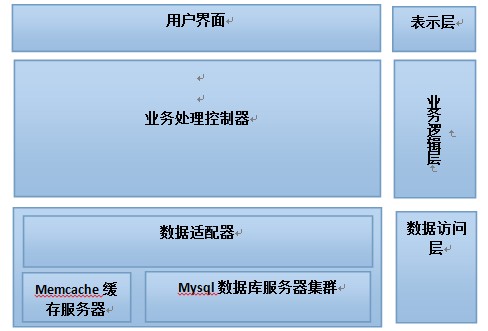 用户界面
表示层
业务处理控制器
业务逻辑层
数据适配器
数据访问
层
Memcache 缓
存服务器
Mysql 数据库服务器集群